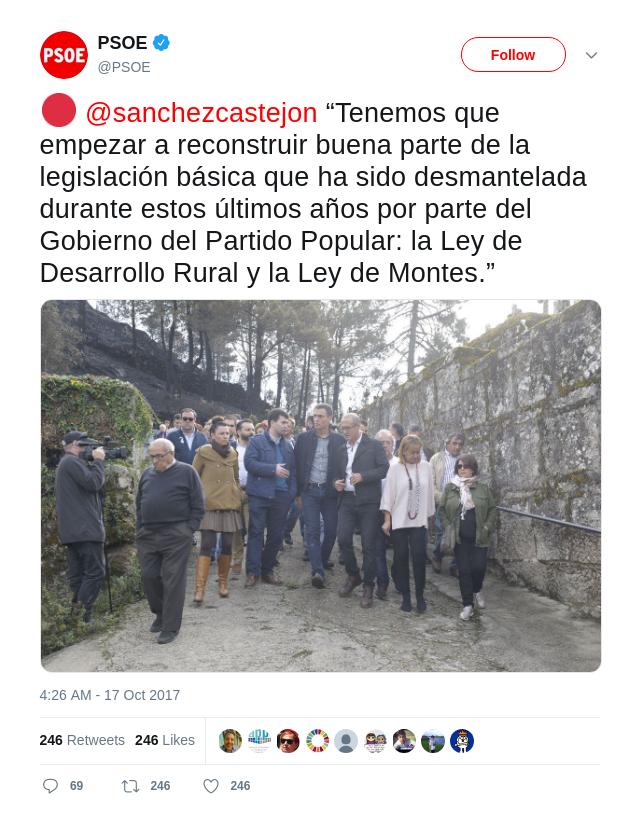 PSOE
PSOE
@PSOE
Follow
@sanchezcastejon “Tenemos que
empezar a reconstruir buena parte de la
legislación básica que ha sido desmantelada
durante estos últimos años por parte del
Gobierno del Partido Popular: la Ley de
Desarrollo Rural y la Ley de Montes.”
4:26 AM - 17 Oct 2017
246 Retweets 246 Likes
69 246 246